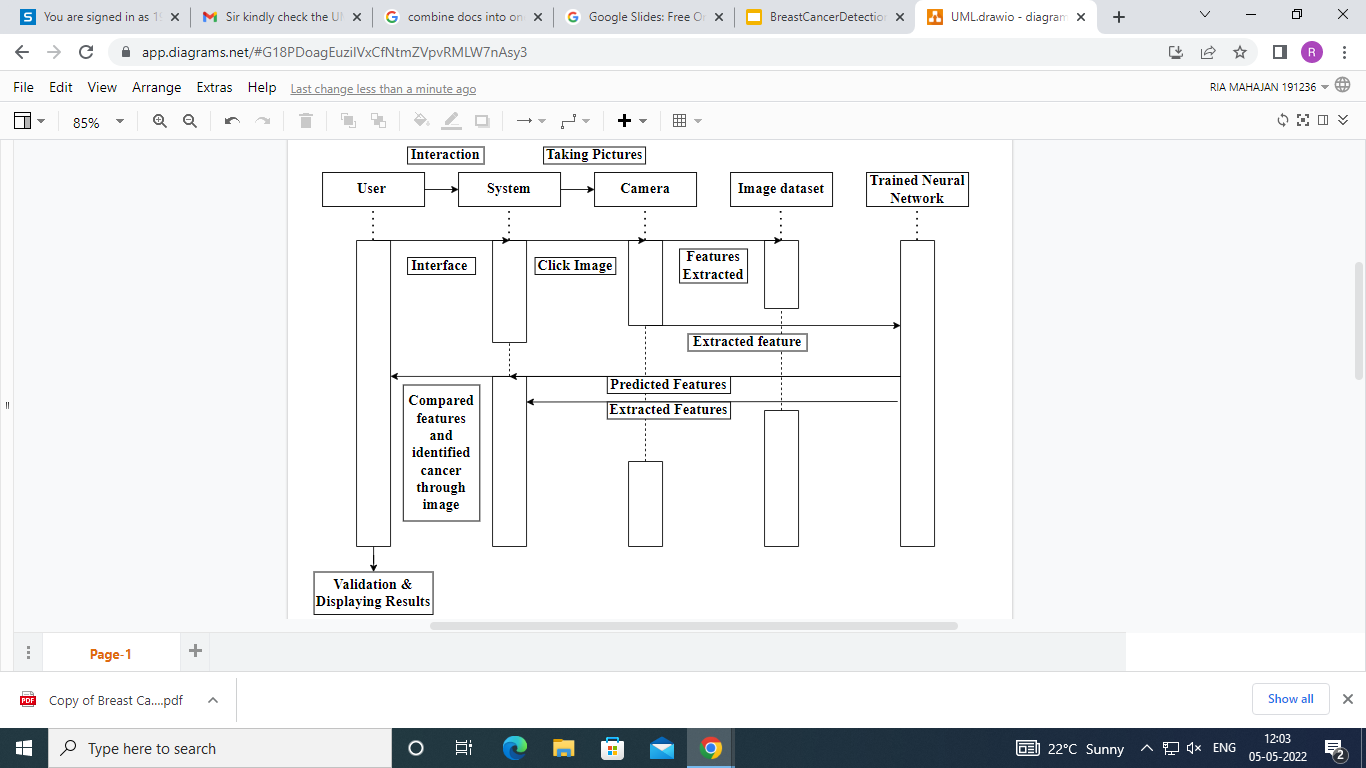 You are signed in as 1
Sir kindly check the U
combine docs into on
Google Slides: Free O
BreastCancerDetectio
UML.drawio - diagram
app.diagrams.net/#G18PDoagEuziIVxCfNtmZVpvRMLW7nAsy3
R
File Edit View Arrange Extras Help Last change less than a minute ago
RIA MAHAJAN 191236
85%
Interaction
Taking Pictures
User
System
Camera
Image dataset
Trained Neural
Network
Interface
Click Image
Features
Extracted
Extracted feature
Predicted Features
Extracted Features
Compared
features
and
identified
cancer
through
image
Validation &
Displaying Results
Page-1
PDF
Copy of Breast Ca....pdf
Show all
Type here to search
22°C Sunny
ENG
12:03
05-05-2022
2